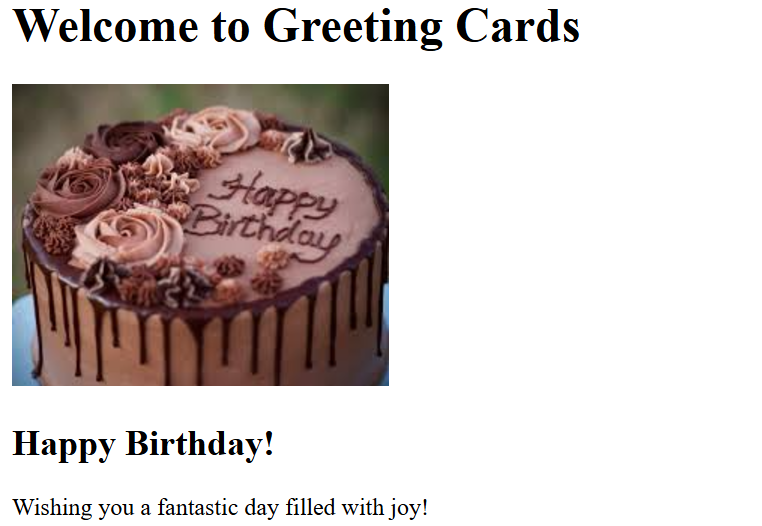 Welcome to Greeting Cards
Happy
Birthday
Happy Birthday!
Wishing you a fantastic day filled with joy!